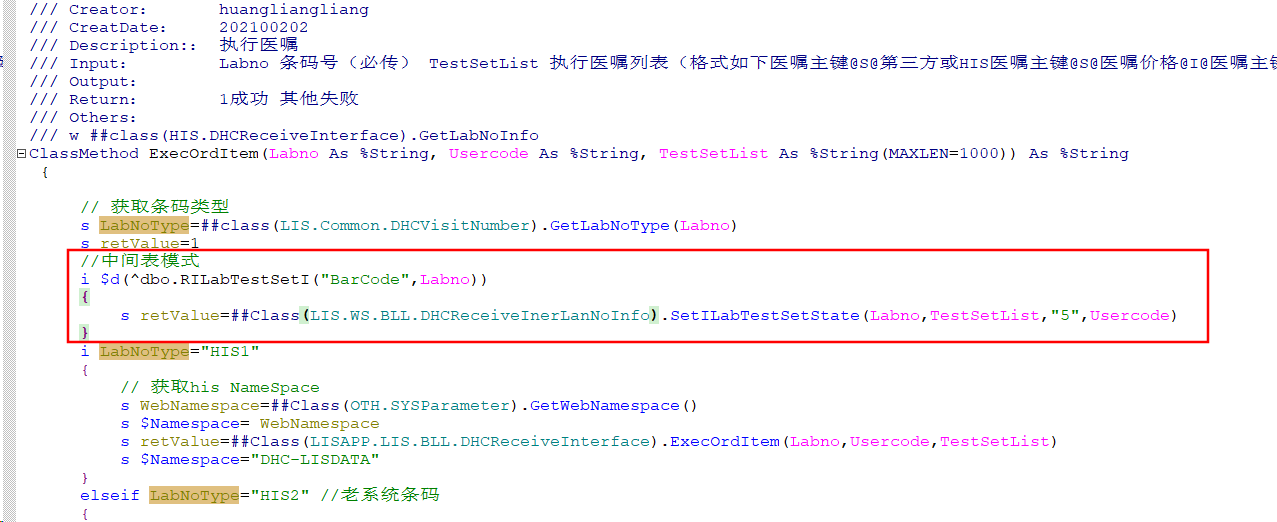 /// Creator: huangliangliang
/// CreatDate: 202100202
/// Description:: 执行医嘱
/// Input: Labno 条码号（必传） TestSetList 执行医嘱列表（格式如下医嘱主键@S@第三方或HIS医嘱主键@S@医嘱价格@I@医嘱主
/// Output:
/// Return: 1成功 其他失败
/// Others:
/// w ##class(HIS.DHCReceiveInterface).GetLabNoInfo
ClassMethod ExecOrdItem(Labno As %String, Usercode As %String, TestSetList As %String(MAXLEN=1000)) As %String
{
// 获取条码类型
s LabNoType=##class(LIS.Common.DHCVisitNumber).GetLabNoType(Labno)
s retValue=1
//中间表模式
i $d(^dbo.RILabTestSetI("BarCode",Labno))
{
s retValue=##Class(LIS.WS.BLL.DHCReceiveInerLanNoInfo).SetILabTestSetState(Labno,TestSetList,"5",Usercode)
}
i LabNoType="HIS1"
{
// 获取his NameSpace
s WebNamespace=##Class(OTH.SYSParameter).GetWebNamespace()
s $Namespace= WebNamespace
s retValue=##Class(LISAPP.LIS.BLL.DHCReceiveInterface).ExecOrdItem(Labno,Usercode,TestSetList)
s $Namespace="DHC-LISDATA"
}
elseif LabNoType="HIS2" //老系统条码
{